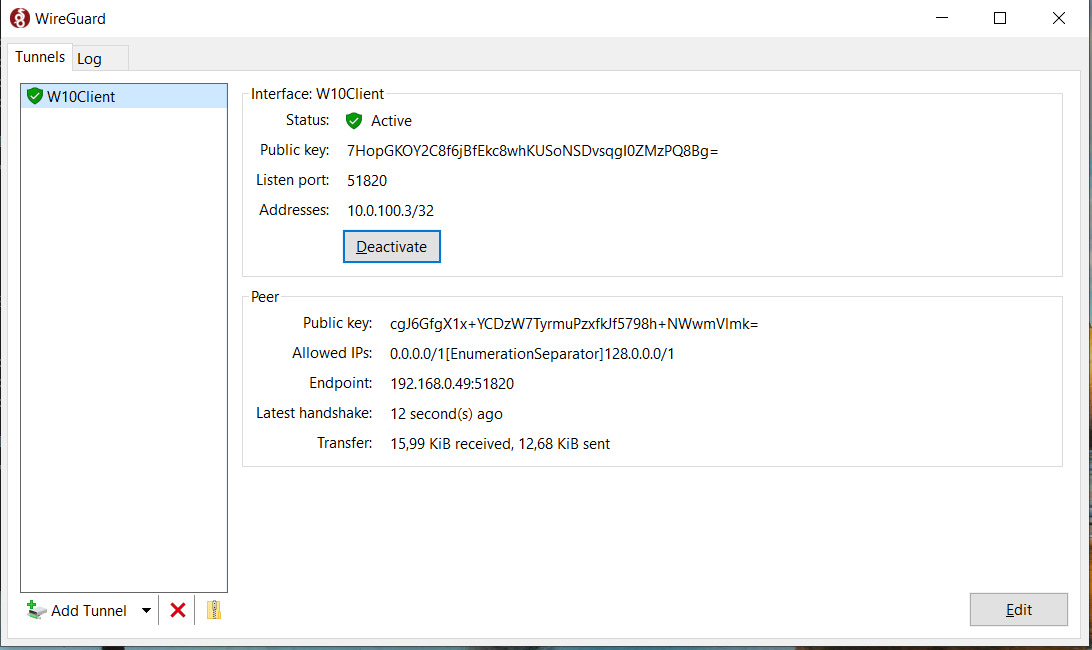 WireGuard
Tunnels Log
W10Client
Interface: W10Client
Status: Active
Public key: 7HopGKOY2C8f6jBfEkc8whKUSoNSDvsqgI0ZMzPQ8Bg=
Listen port: 51820
Addresses: 10.0.100.3/32
Deactivate
Peer
Public key: cgJ6GfgX1x+YCDzW7TyrmuPzxfkJf5798h+NWwmVlmk=
Allowed IPs: 0.0.0.0/1[EnumerationSeparator]128.0.0.0/1
Endpoint: 192.168.0.49:51820
Latest handshake: 12 second(s) ago
Transfer: 15,99 KiB received, 12,68 KiB sent
Add Tunnel
Edit